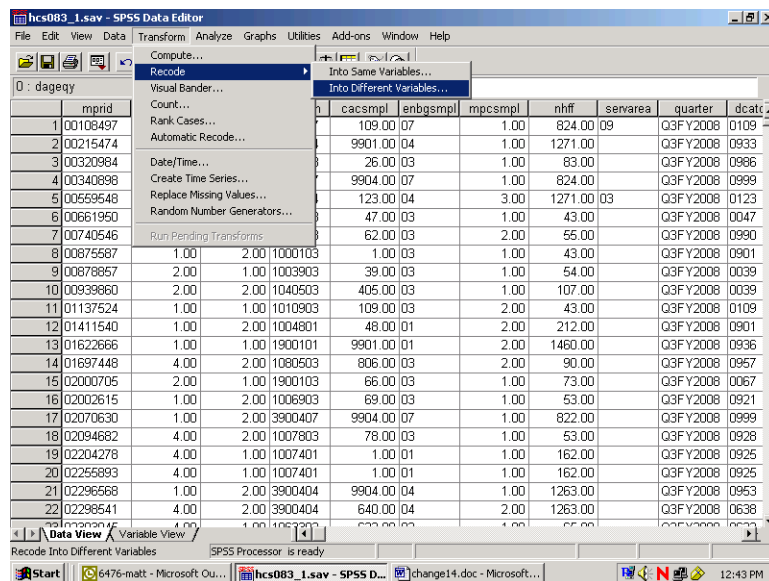 hcs083_1.sav - SPSS Data Editor
File Edit View Data Transform Analyze Graphs Utilities Add-ons Window Help
Compute...
Recode
Into Same Variables...
Into Different Variables...
Visual Bander...
Count...
Rank Cases...
Automatic Recode...
Date/Time...
Create Time Series...
Replace Missing Values...
Random Number Generators...
Run Pending Transforms
0 : dageqy
mprid cacsmpl enbgsmpl mpcsmpl nhff servarea quarter
1 00108497 109.00 07 1.00 824.00 09 Q3FY2008 0109
2 00215474 9901.00 04 1.00 1271.00 Q3FY2008 0933
3 00320984 26.00 03 1.00 83.00 Q3FY2008 0986
4 00340898 9904.00 07 1.00 824.00 Q3FY2008 0999
5 00559548 123.00 04 3.00 1271.00 03 Q3FY2008 0123
6 00661950 47.00 03 1.00 43.00 Q3FY2008 0047
7 00740546 62.00 03 2.00 55.00 Q3FY2008 0990
8 00875587 1.00 2.00 1000103 1.00 03 1.00 43.00 Q3FY2008 0901
9 00878857 2.00 1.00 1003903 39.00 03 1.00 54.00 Q3FY2008 0039
10 00939860 2.00 2.00 1040503 405.00 03 1.00 107.00 Q3FY2008 0039
11 01137524 1.00 1.00 1010903 109.00 03 2.00 43.00 Q3FY2008 0109
12 01411540 1.00 2.00 1004801 48.00 01 2.00 212.00 Q3FY2008 0901
13 01622666 1.00 1.00 1900101 9901.00 01 2.00 1460.00 Q3FY2008 0936
14 01697448 4.00 2.00 1080503 806.00 03 2.00 90.00 Q3FY2008 0957
15 02000705 2.00 1.00 1900103 66.00 03 1.00 73.00 Q3FY2008 0067
16 02002615 1.00 2.00 1006903 69.00 03 1.00 53.00 Q3FY2008 0921
17 02070630 1.00 2.00 3900407 9904.00 07 1.00 822.00 Q3FY2008 0999
18 02094682 4.00 2.00 1007803 78.00 03 1.00 53.00 Q3FY2008 0928
19 02204278 4.00 1.00 1007401 1.00 01 1.00 162.00 Q3FY2008 0925
20 02255893 4.00 1.00 1007401 1.00 01 1.00 162.00 Q3FY2008 0925
21 02296568 1.00 2.00 3900404 9904.00 04 1.00 1263.00 Q3FY2008 0953
22 02298541 4.00 2.00 3900404 640.00 04 2.00 1263.00 Q3FY2008 0638
Data View Variable View
Recode Into Different Variables SPSS Processor is ready
Start 6476-matt - Microsoft Ou... hcs083_1.sav - SPSS D... change14.doc - Microsoft... 12:43 PM